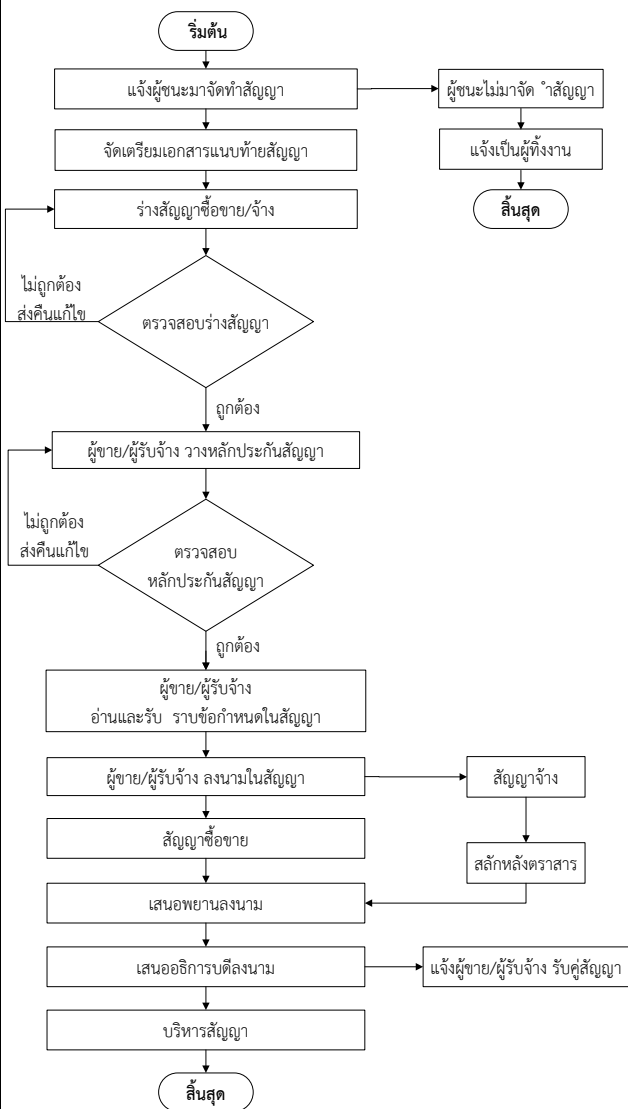 ริ่มต้น
แจ้งผู้ชนะมาจัดทำสัญญา
ผู้ชนะไม่มาจัด ำสัญญา
จัดเตรียมเอกสารแนบท้ายสัญญา
แจ้งเป็นผู้ทิ้งงาน
ร่างสัญญาซื้อขาย/จ้าง
สิ้นสุด
ไม่ถูกต้อง
ส่งคืนแก้ไข
ตรวจสอบร่างสัญญา
ถูกต้อง
ผู้ขาย/ผู้รับจ้าง วางหลักประกันสัญญา
ไม่ถูกต้อง
ส่งคืนแก้ไข
ตรวจสอบ
หลักประกันสัญญา
ถูกต้อง
ผู้ขาย/ผู้รับจ้าง
อ่านและรับ ราบข้อกำหนดในสัญญา
ผู้ขาย/ผู้รับจ้าง ลงนามในสัญญา
สัญญาจ้าง
สัญญาซื้อขาย
สลักหลังตราสาร
เสนอพยานลงนาม
เสนออธิการบดีลงนาม
แจ้งผู้ขาย/ผู้รับจ้าง รับคู่สัญญา
บริหารสัญญา
สิ้นสุด